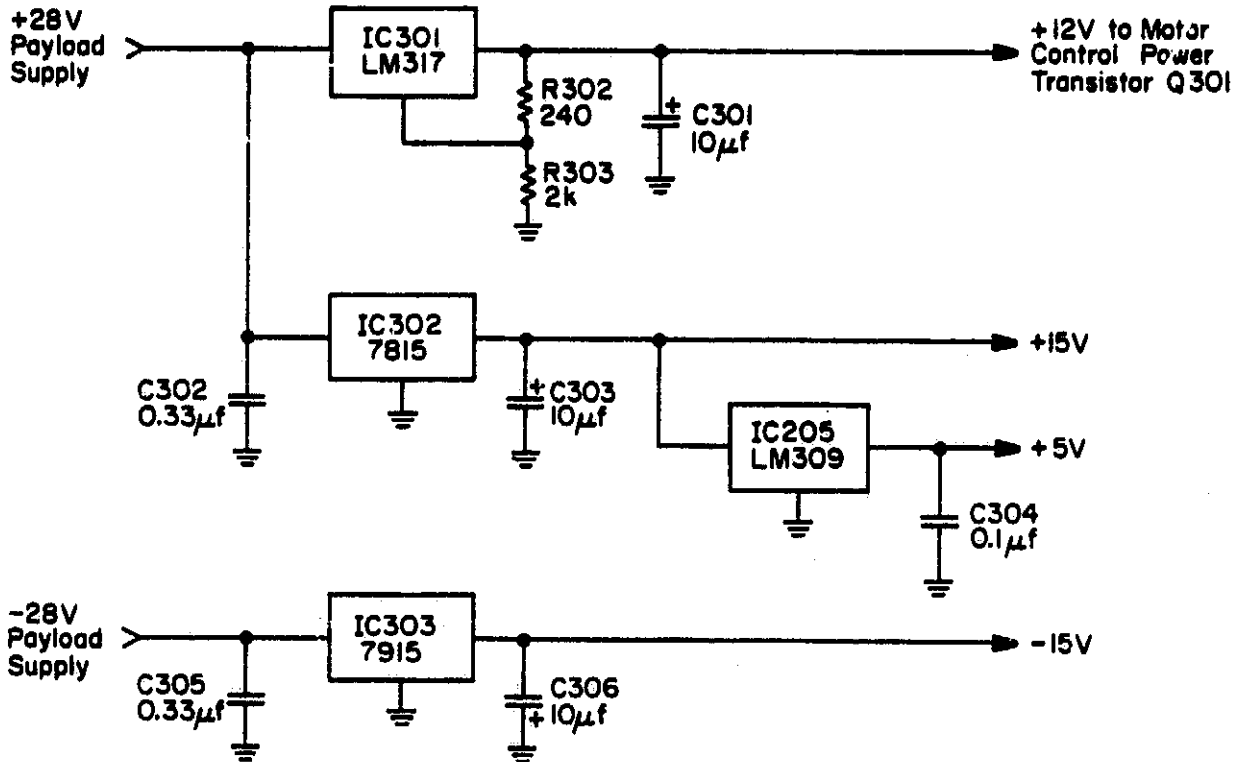 +28V
Payload
Supply
IC301
LM317
R302
240
R303
2k
+
C301
10μf
+12V to Motor
Control Power
Transistor Q301
IC302
7815
C302
0.33μf
+
C303
10μf
+15V
IC205
LM309
+5V
C304
0.1μf
-28V
Payload
Supply
IC303
7915
C305
0.33μf
+
C306
10μf
-15V